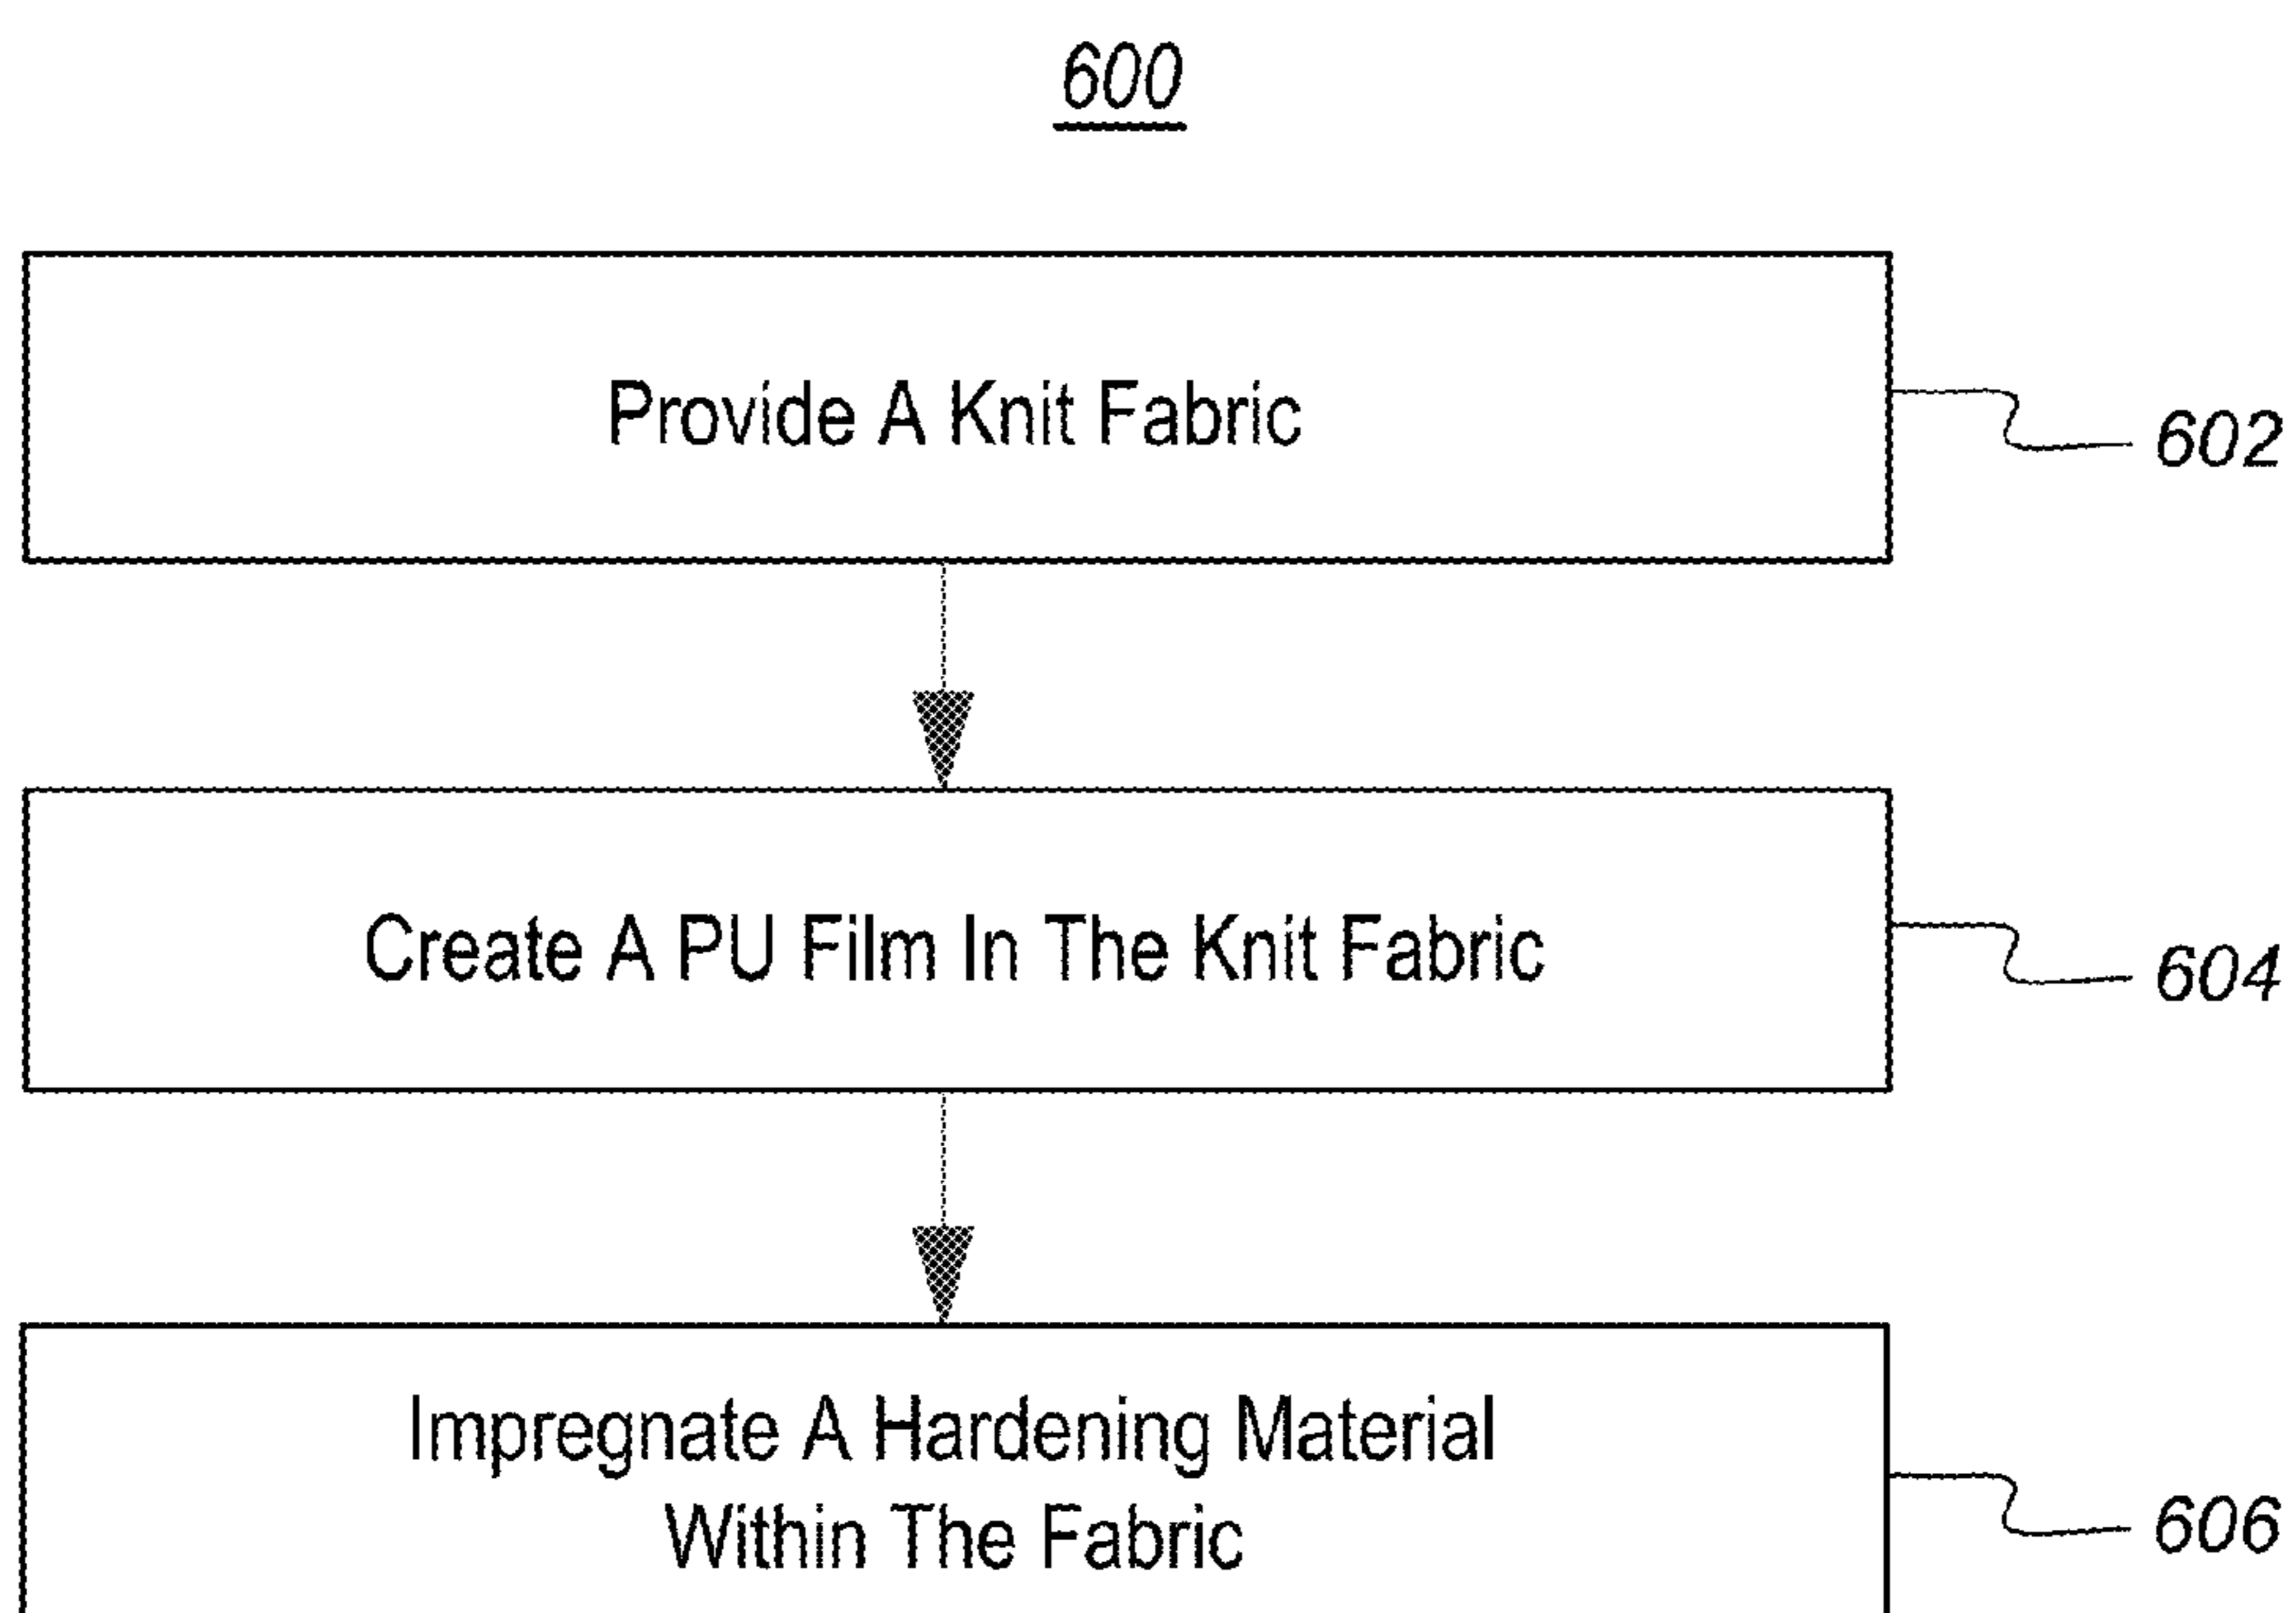 600
Provide A Knit Fabric
602
Create A PU Film In The Knit Fabric
604
Impregnate A Hardening Material
Within The Fabric
606